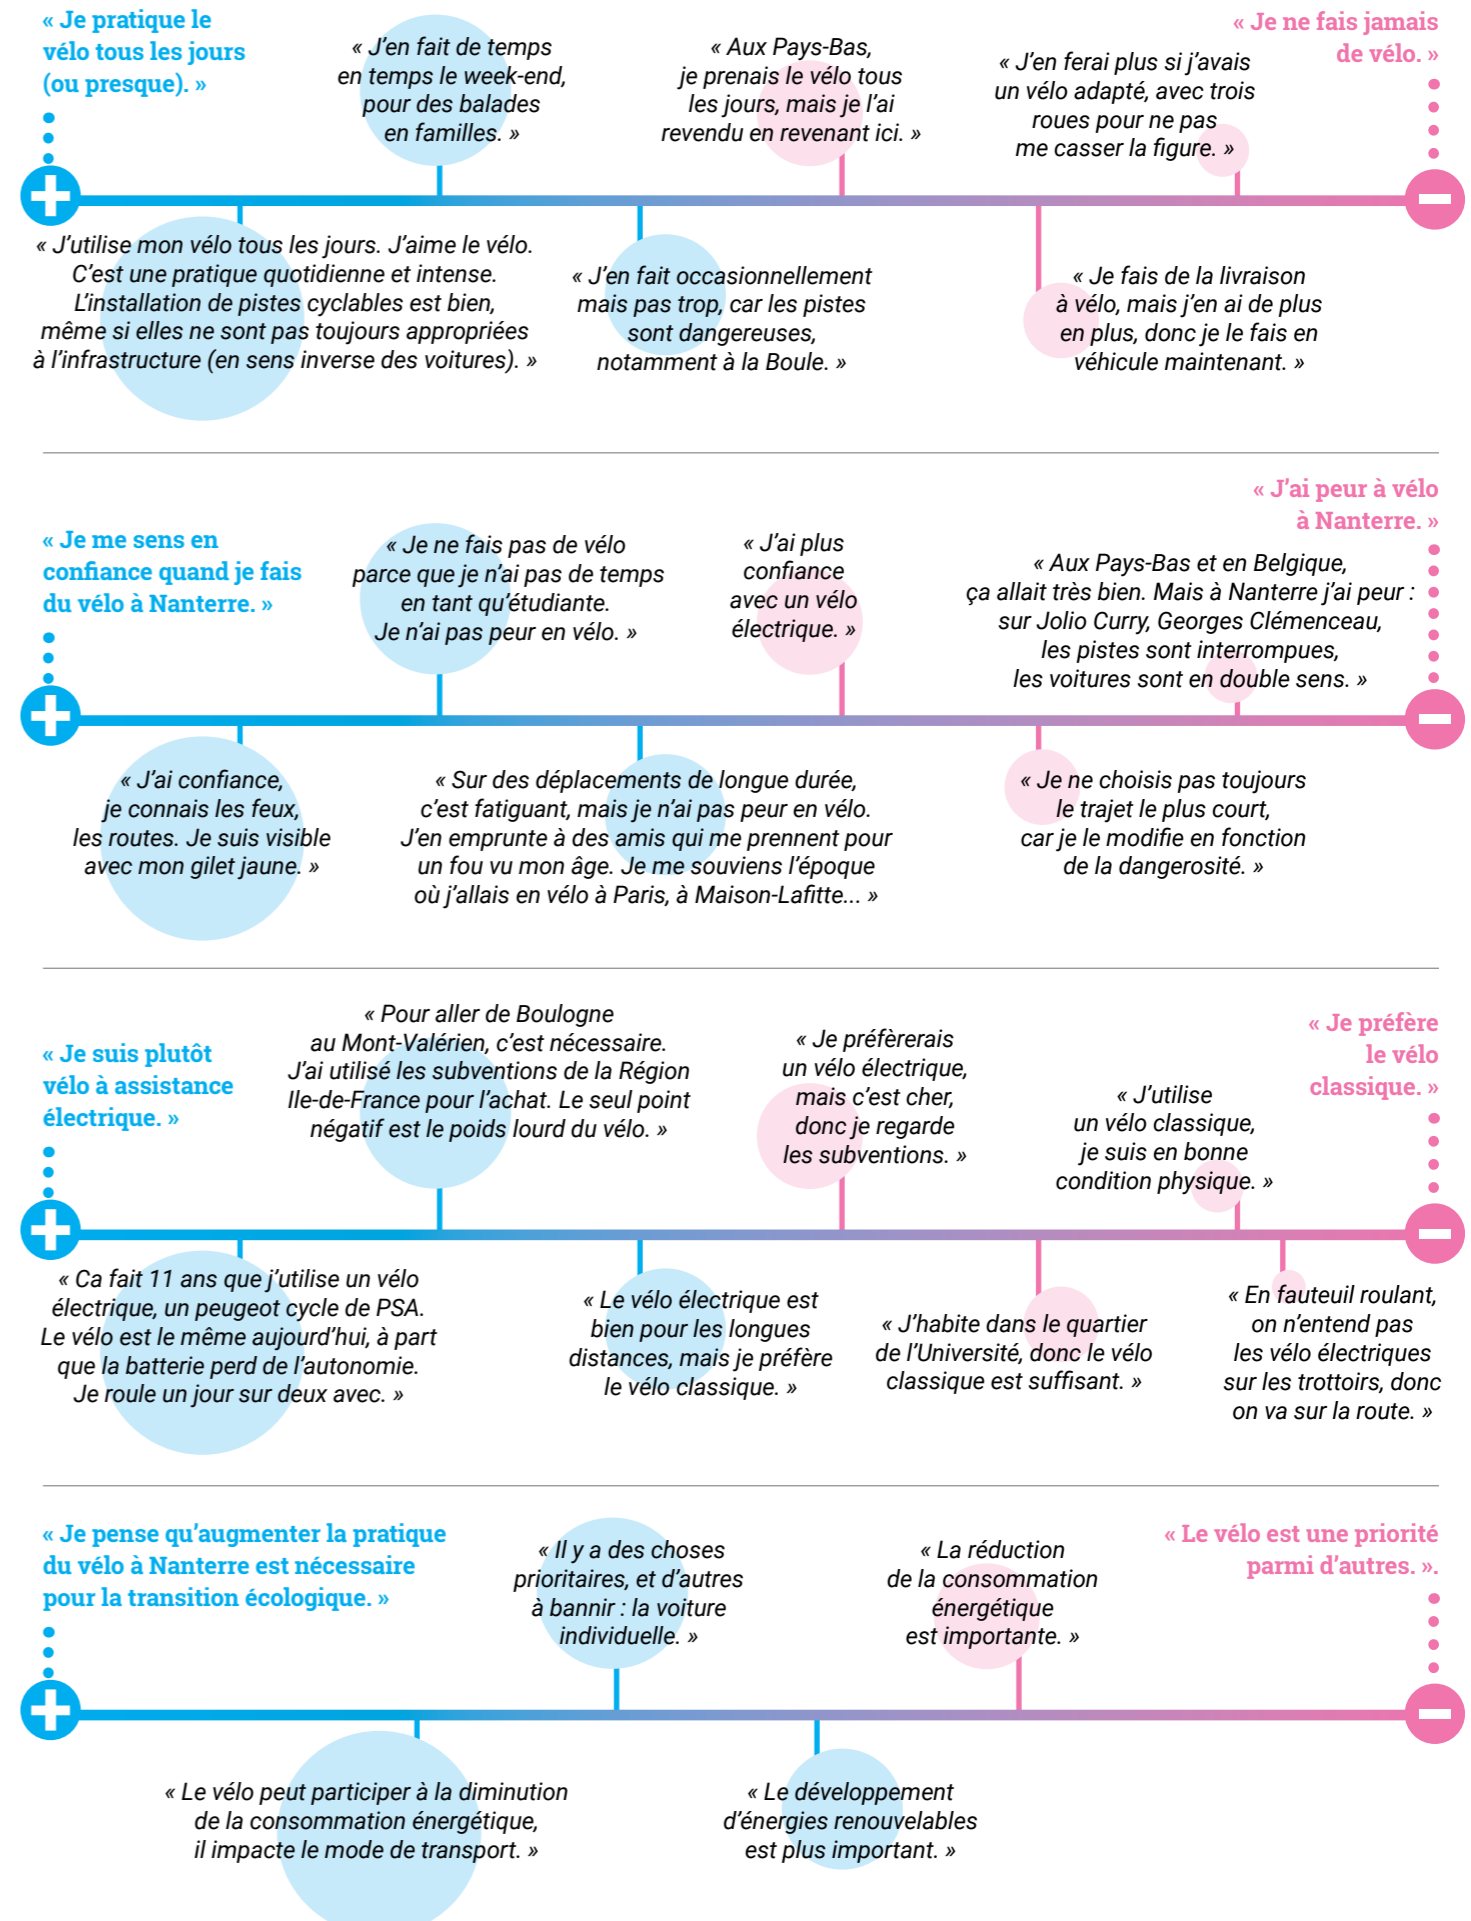 « Je pratique le
vélo tous les jours
(ou presque). »
« J'en fait de temps
en temps le week-end,
pour des balades
en familles. »
« Aux Pays-Bas,
je prenais le vélo tous
les jours, mais je l'ai
revendu en revenant ici. »
« J'en ferai plus si j'avais
un vélo adapté, avec trois
roues pour ne pas
me casser la figure. »
« Je ne fais jamais
de vélo. »
« J'utilise mon vélo tous les jours. J'aime le vélo.
C'est une pratique quotidienne et intense.
L'installation de pistes cyclables est bien,
même si elles ne sont pas toujours appropriées
à l'infrastructure (en sens inverse des voitures). »
« J'en fait occasionnellement
mais pas trop, car les pistes
sont dangereuses,
notamment à la Boule. »
« Je fais de la livraison
à vélo, mais j'en ai de plus
en plus, donc je le fais en
véhicule maintenant. »
« Je me sens en
confiance quand je fais
du vélo à Nanterre. »
« Je ne fais pas de vélo
parce que je n'ai pas de temps
en tant qu'étudiante.
Je n'ai pas peur en vélo. »
« J'ai plus
confiance
avec un vélo
électrique. »
« J'ai peur à vélo
à Nanterre. »
« Aux Pays-Bas et en Belgique,
ça allait très bien. Mais à Nanterre j'ai peur :
sur Jolio Curry, Georges Clémenceau,
les pistes sont interrompues,
les voitures sont en double sens. »
« J'ai confiance,
je connais les feux,
les routes. Je suis visible
avec mon gilet jaune. »
« Sur des déplacements de longue durée,
c'est fatiguant, mais je n'ai pas peur en vélo.
J'en emprunte à des amis qui me prennent pour
un fou vu mon âge. Je me souviens l'époque
où j'allais en vélo à Paris, à Maison-Lafitte... »
« Je ne choisis pas toujours
le trajet le plus court,
car je le modifie en fonction
de la dangerosité. »
« Je suis plutôt
vélo à assistance
électrique. »
« Pour aller de Boulogne
au Mont-Valérien, c'est nécessaire.
J'ai utilisé les subventions de la Région
Ile-de-France pour l'achat. Le seul point
négatif est le poids lourd du vélo. »
« Je préfèrerais
un vélo électrique,
mais c'est cher,
donc je regarde
les subventions. »
« J'utilise
un vélo classique,
je suis en bonne
condition physique. »
« Je préfère
le vélo
classique. »
« Ca fait 11 ans que j'utilise un vélo
électrique, un peugeot cycle de PSA.
Le vélo est le même aujourd'hui, à part
que la batterie perd de l'autonomie.
Je roule un jour sur deux avec. »
« Le vélo électrique est
bien pour les longues
distances, mais je préfère
le vélo classique. »
« J'habite dans le quartier
de l'Université, donc le vélo
classique est suffisant. »
« En fauteuil roulant,
on n'entend pas
les vélo électriques
sur les trottoirs, donc
on va sur la route. »
« Je pense qu'augmenter la pratique
du vélo à Nanterre est nécessaire
pour la transition écologique. »
« Il y a des choses
prioritaires, et d'autres
à bannir : la voiture
individuelle. »
« La réduction
de la consommation
énergétique
est importante. »
« Le vélo est une priorité
parmi d'autres. ».
« Le vélo peut participer à la diminution
de la consommation énergétique,
il impacte le mode de transport. »
« Le développement
d'énergies renouvelables
est plus important. »